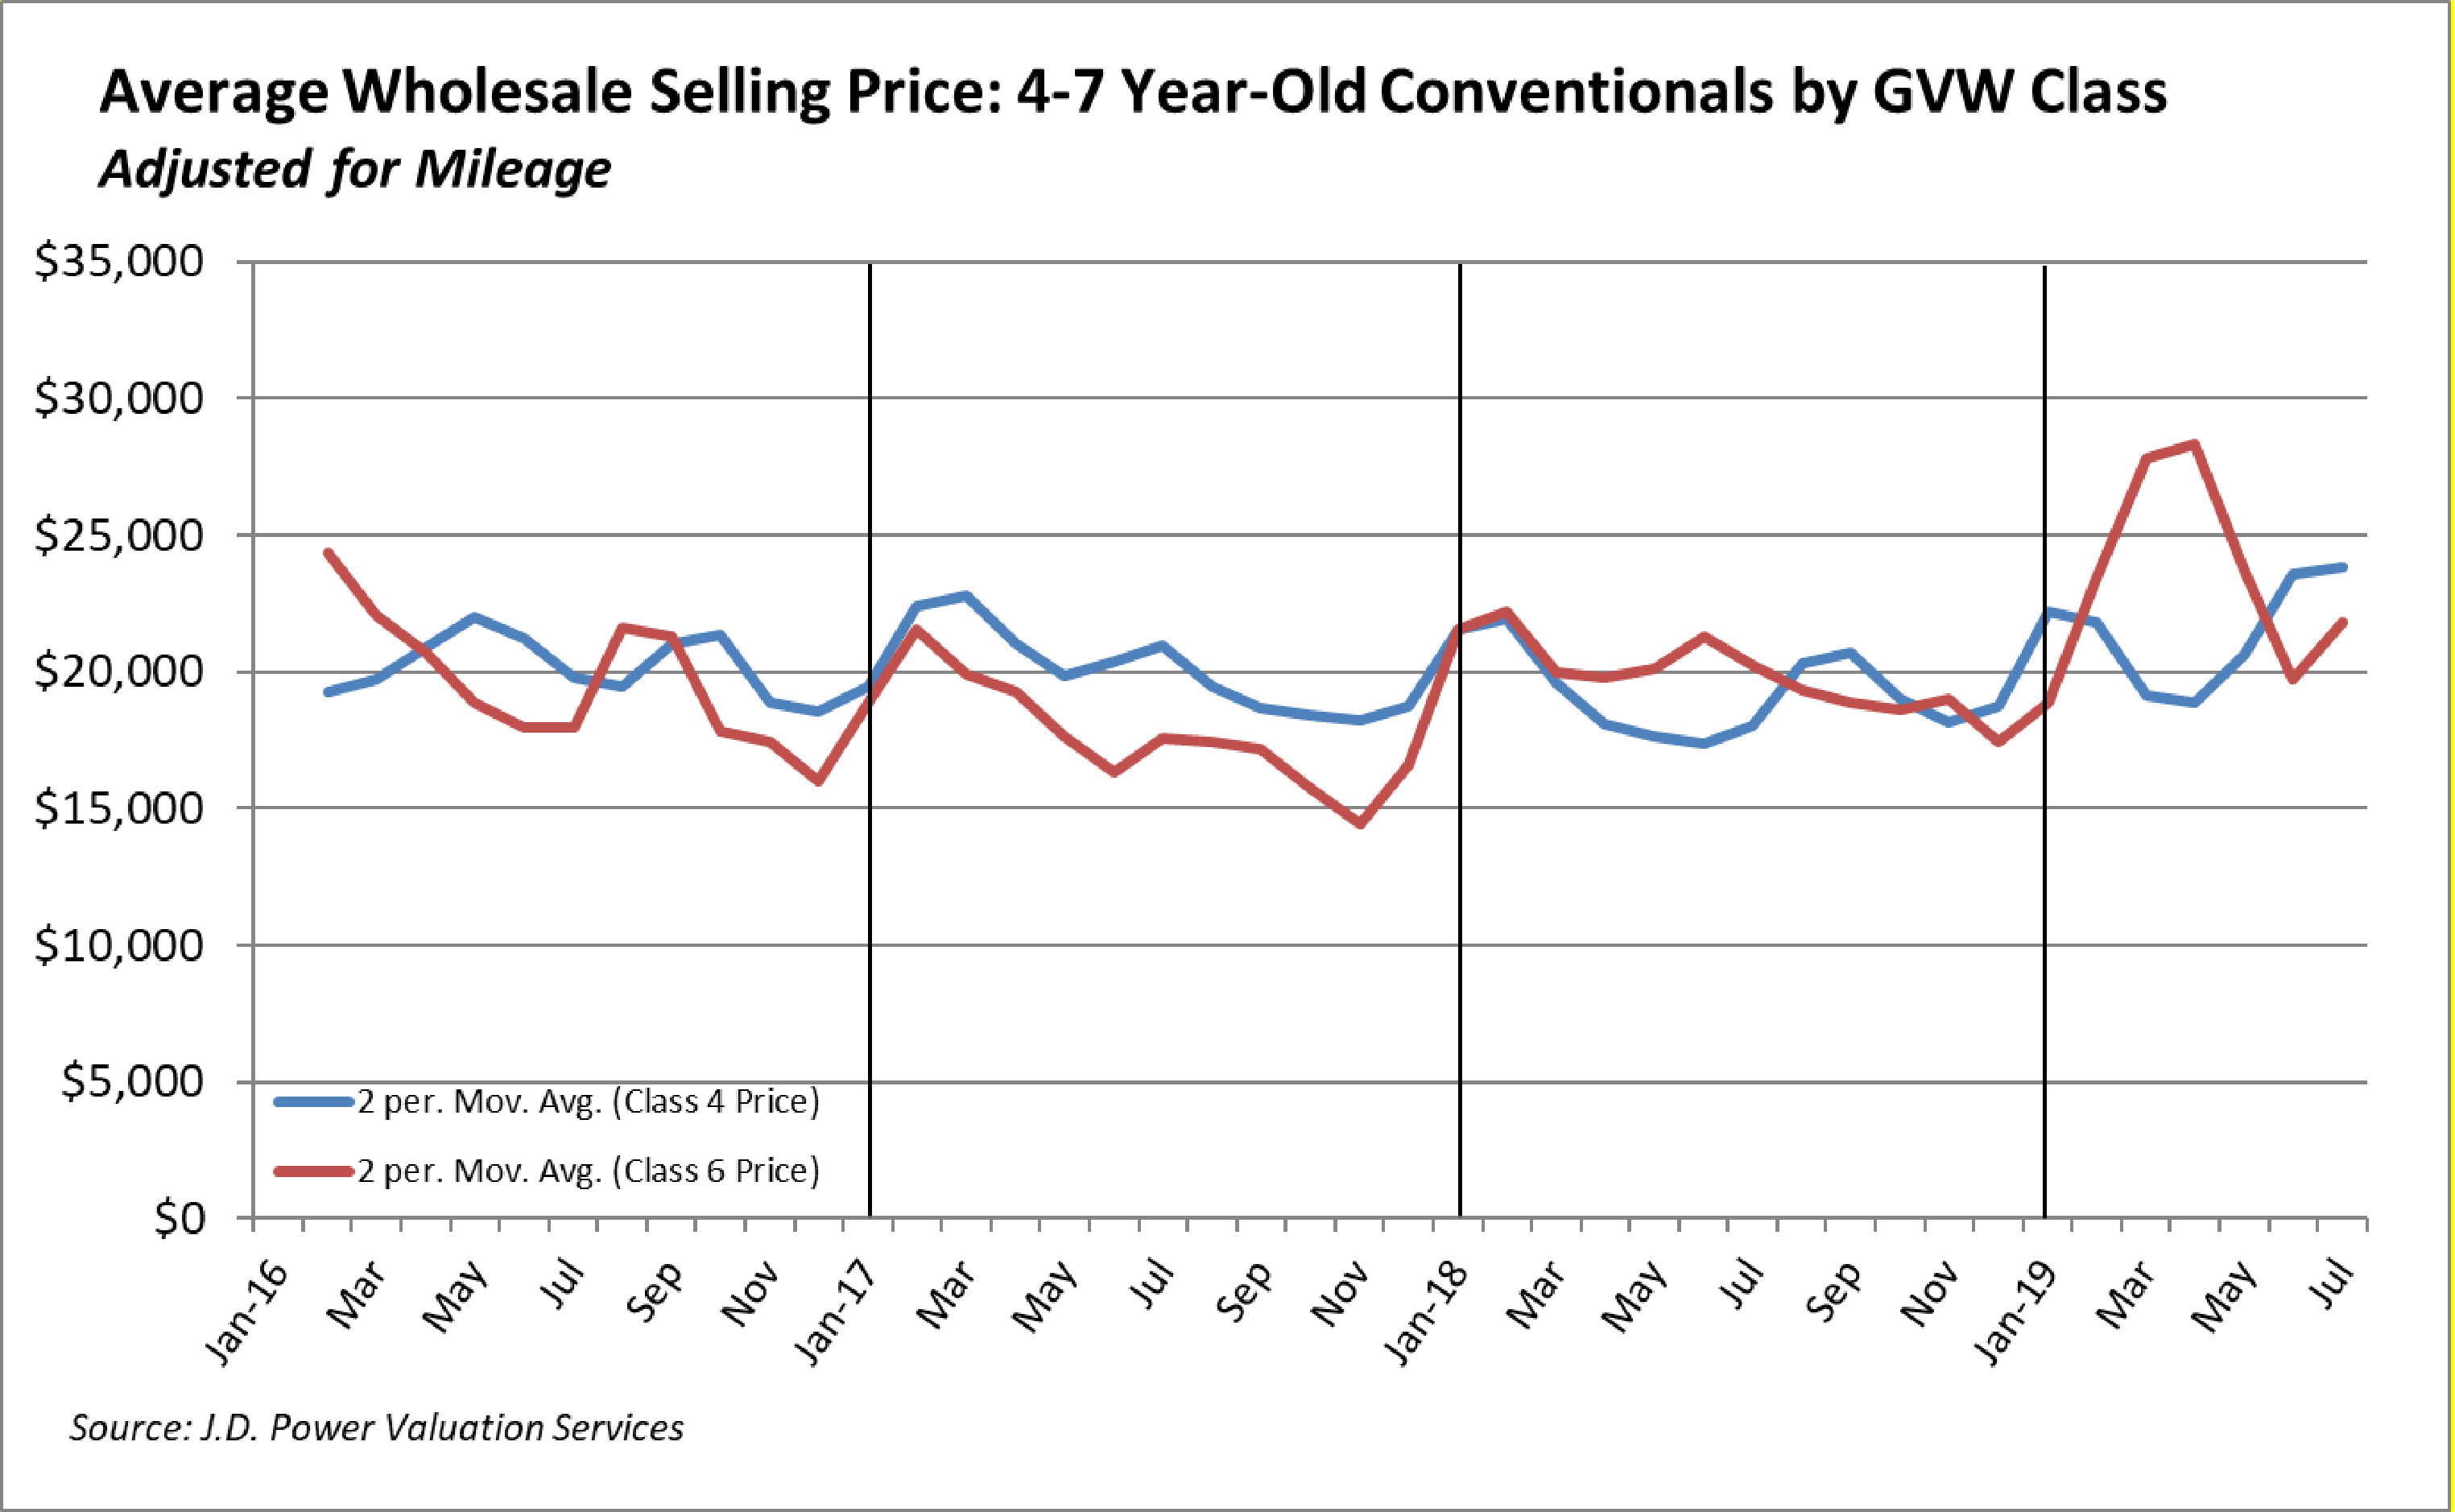 Average Wholesale Selling Price: 4-7 Year-Old Conventionals by GVW Class
Adjusted for Mileage
$35,000
$30,000
$25,000
$20,000
$15,000
$10,000
$5,000
$0
2 per. Mov. Avg. (Class 4 Price)
2 per. Mov. Avg. (Class 6 Price)
Jan-16
Mar
May
Jul
Sep
Nov
Jan-17
Mar
May
Jul
Sep
Nov
Jan-18
Mar
May
Jul
Sep
Nov
Jan-19
Mar
May
Jul
Source: J.D. Power Valuation Services